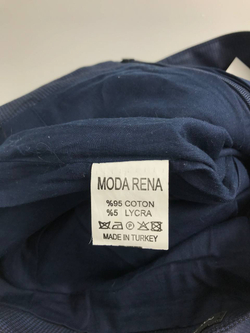 MODA RENA
%95 COTON
%5 LYCRA
MADE IN TURKEY